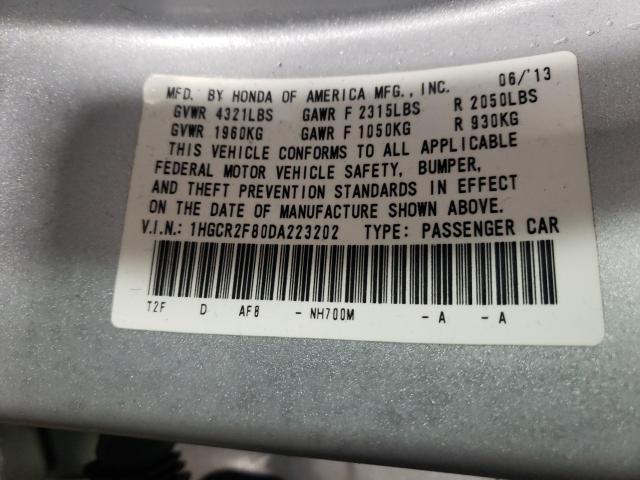 MFD. BY HONDA OF AMERICA MFG., INC. 06/'13
GVWR 4321LBS GAWR F 2315LBS R 2050LBS
GVWR 1960KG GAWR F 1050KG R 930KG
THIS VEHICLE CONFORMS TO ALL APPLICABLE
FEDERAL MOTOR VEHICLE SAFETY, BUMPER,
AND THEFT PREVENTION STANDARDS IN EFFECT
ON THE DATE OF MANUFACTURE SHOWN ABOVE.
V.I.N.: 1HGCR2F80DA223202 TYPE: PASSENGER CAR
T2F D AF8 - NH700M - A - A